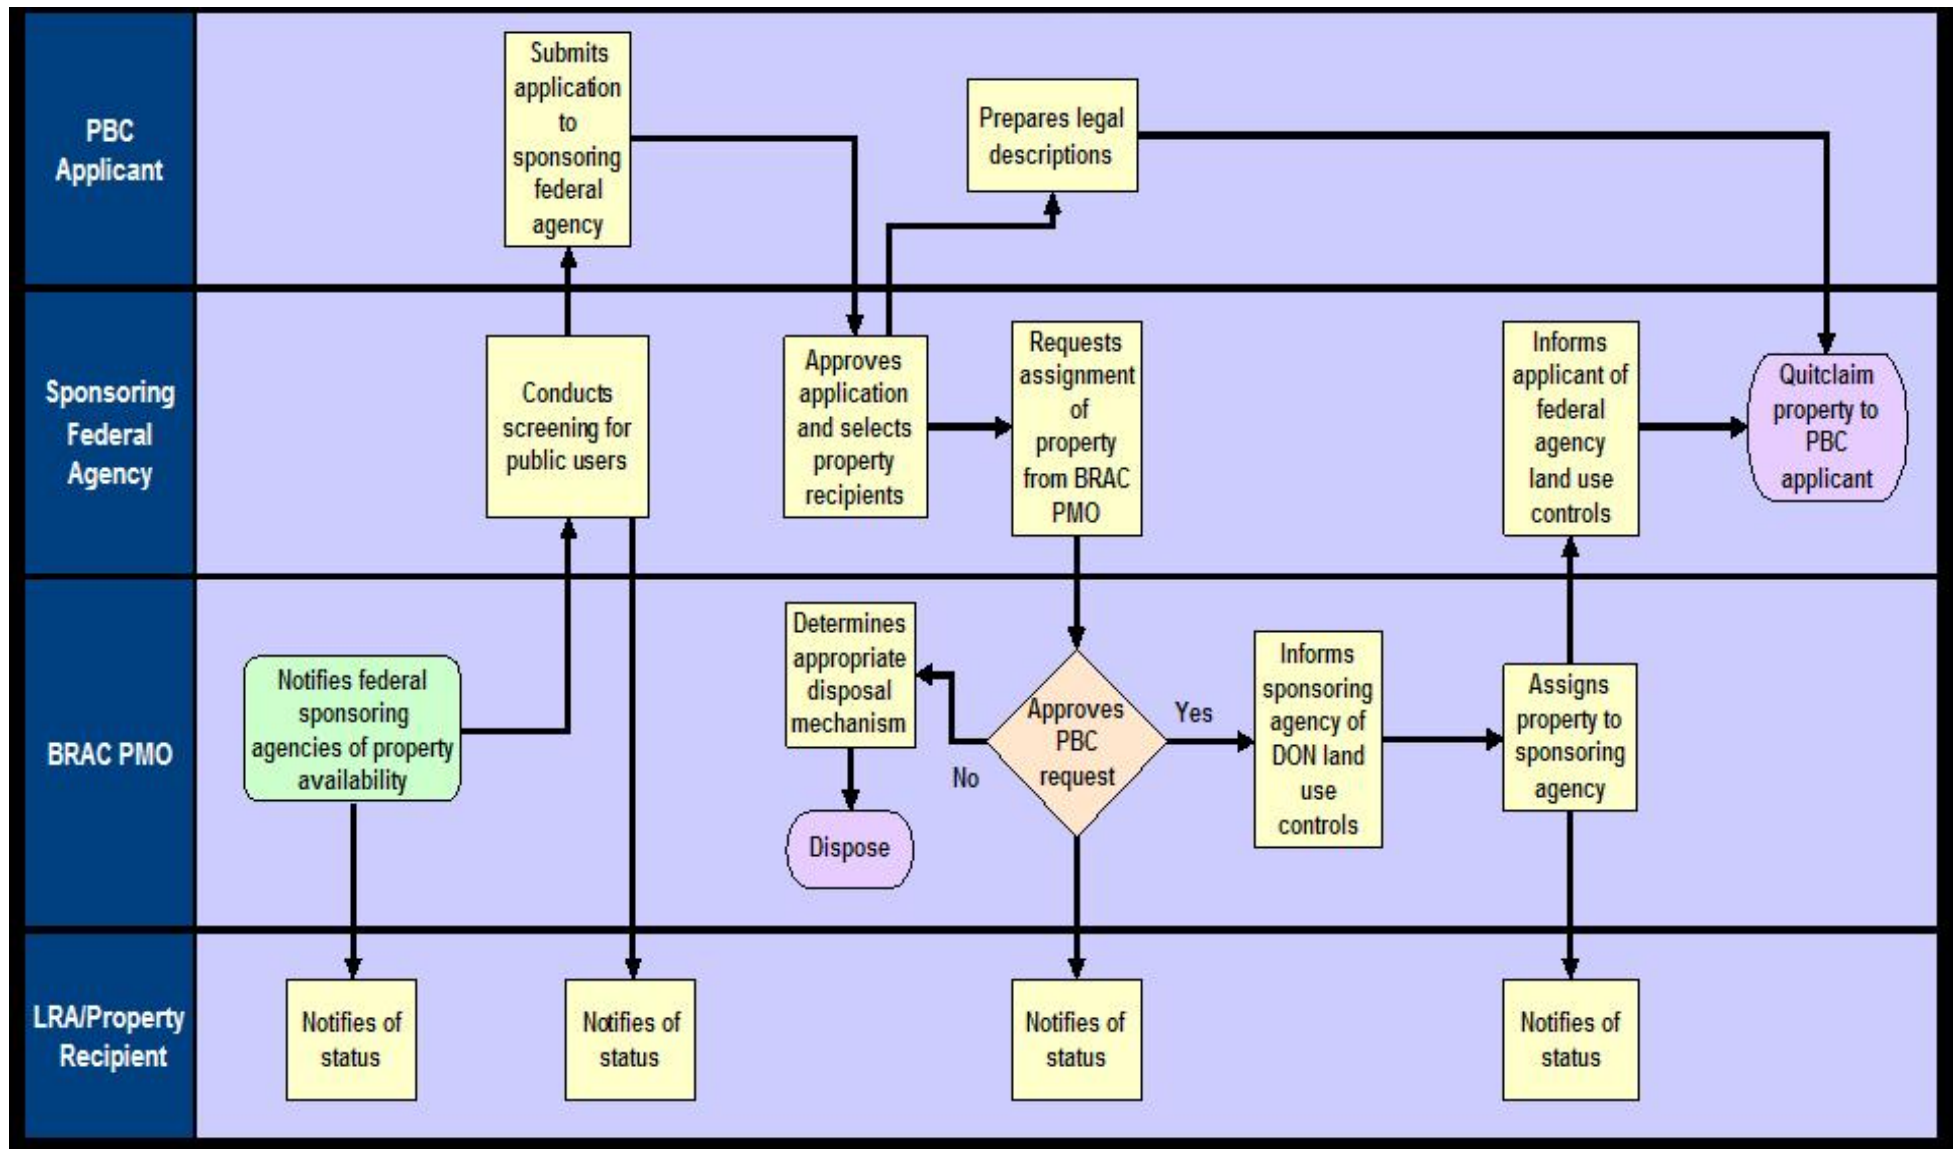 PBC
Applicant
Submits
application
to
sponsoring
federal
agency
Prepares legal
descriptions
Sponsoring
Federal
Agency
Conducts
screening for
public users
Approves
application
and selects
property
recipients
Requests
assignment
of
property
from BRAC
PMO
Informs
applicant of
federal
agency
land use
controls
Quitclaim
property to
PBC
applicant
BRAC PMO
Notifies federal
sponsoring
agencies of property
availability
Determines
appropriate
disposal
mechanism
Dispose
No
Approves
PBC
request
Yes
Informs
sponsoring
agency of
DON land
use
controls
Assigns
property to
sponsoring
agency
LRA/Property
Recipient
Notifies of
status
Notifies of
status
Notifies of
status
Notifies of
status